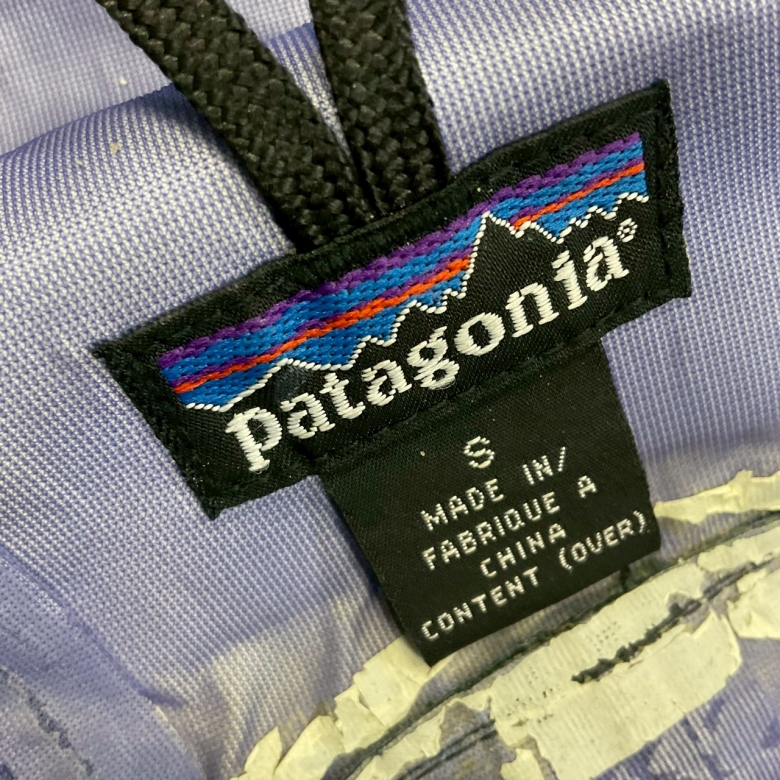 patagonia®
S
MADE IN/
FABRIQUE A
CHINA
CONTENT (OVER)